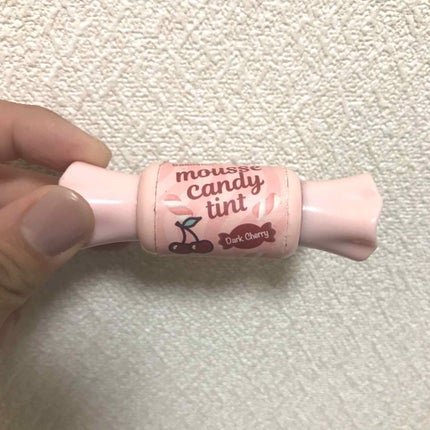 mousse
candy
tint
Dark Cherry